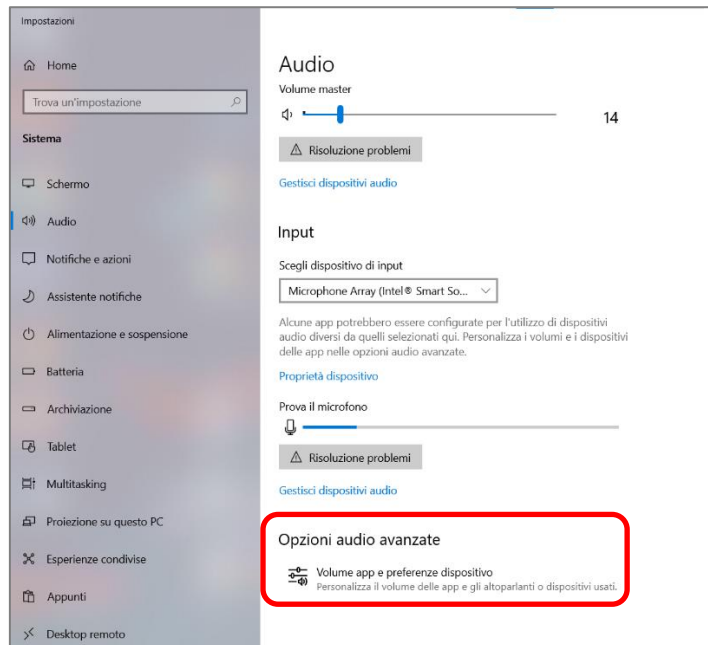 Impostazioni
Home
Trova un'impostazione
Sistema
Schermo
Audio
Notifiche e azioni
Assistente notifiche
Alimentazione e sospensione
Batteria
Archiviazione
Tablet
Multitasking
Proiezione su questo PC
Esperienze condivise
Appunti
Desktop remoto
Audio
Volume master
14
Risoluzione problemi
Gestisci dispositivi audio
Input
Scegli dispositivo di input
Microphone Array (Intel® Smart So...
Alcune app potrebbero essere configurate per l'utilizzo di dispositivi
audio diversi da quelli selezionati qui. Personalizza i volumi e i dispositivi
delle app nelle opzioni audio avanzate.
Proprietà dispositivo
Prova il microfono
Risoluzione problemi
Gestisci dispositivi audio
Opzioni audio avanzate
Volume app e preferenze dispositivo
Personalizza il volume delle app e gli altoparlanti o dispositivi usati.